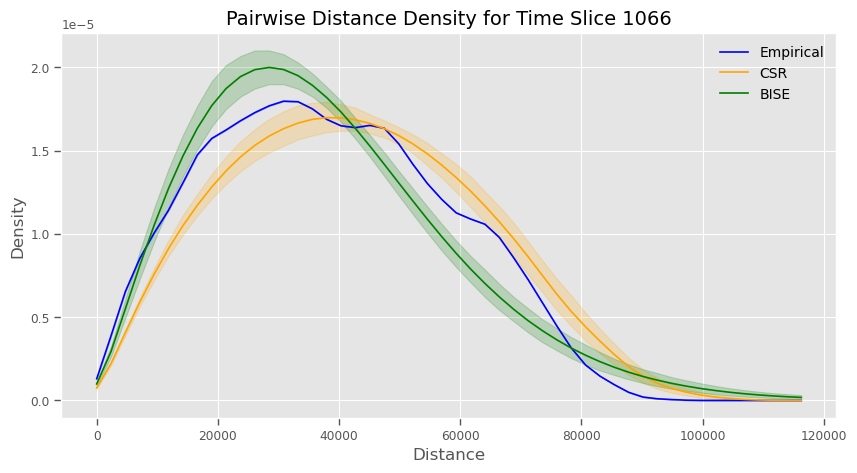 Pairwise Distance Density for Time Slice 1066
1e−5
Empirical
CSR
BISE
2.0
1.5
1.0
0.5
0.0
Density
0 20000 40000 60000 80000 100000 120000
Distance